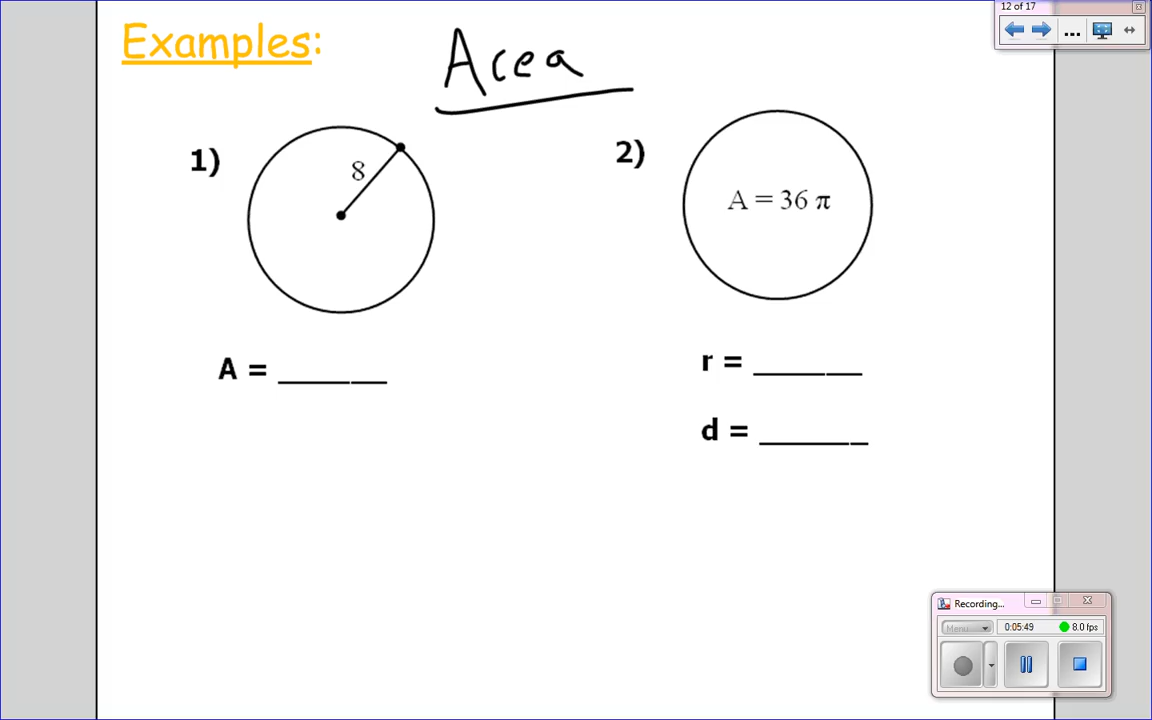 12 of 17
Examples:
Area
1)
8
2)
A = 36 π
A = ______
r = ______
d = ______
Recording...
Menu
0:05:49
8.0 fps